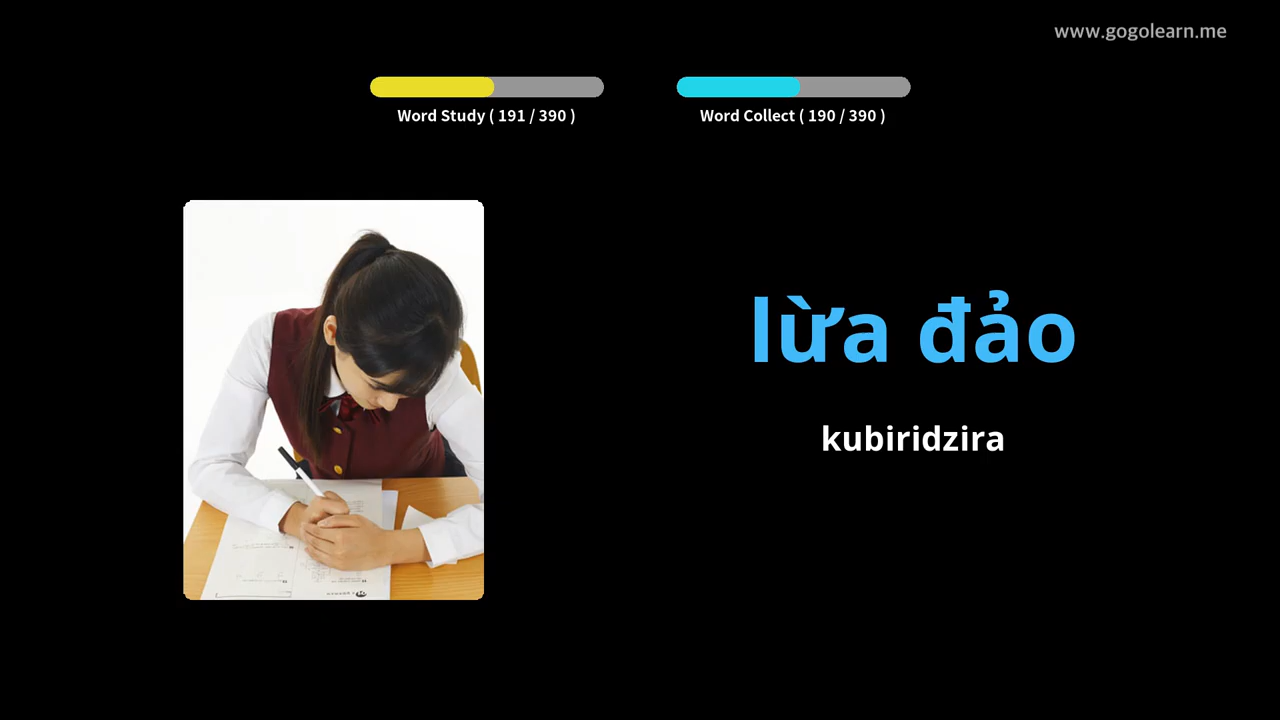 www.gogolearn.me
Word Study ( 191 / 390 )
Word Collect ( 190 / 390 )
lừa đảo
kubiridzira